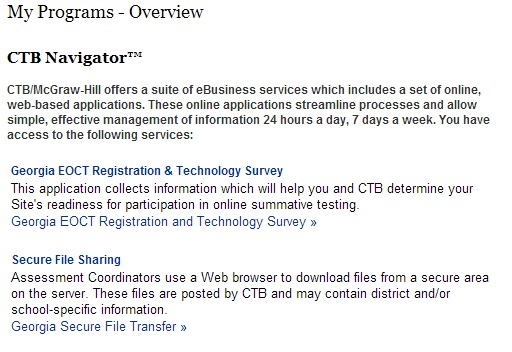 My Programs - Overview
CTB Navigator™
CTB/McGraw-Hill offers a suite of eBusiness services which includes a set of online,
web-based applications. These online applications streamline processes and allow
simple, effective management of information 24 hours a day, 7 days a week. You have
access to the following services:
Georgia EOCT Registration & Technology Survey
This application collects information which will help you and CTB determine your
Site's readiness for participation in online summative testing.
Georgia EOCT Registration and Technology Survey »
Secure File Sharing
Assessment Coordinators use a Web browser to download files from a secure area
on the server. These files are posted by CTB and may contain district and/or
school-specific information.
Georgia Secure File Transfer »